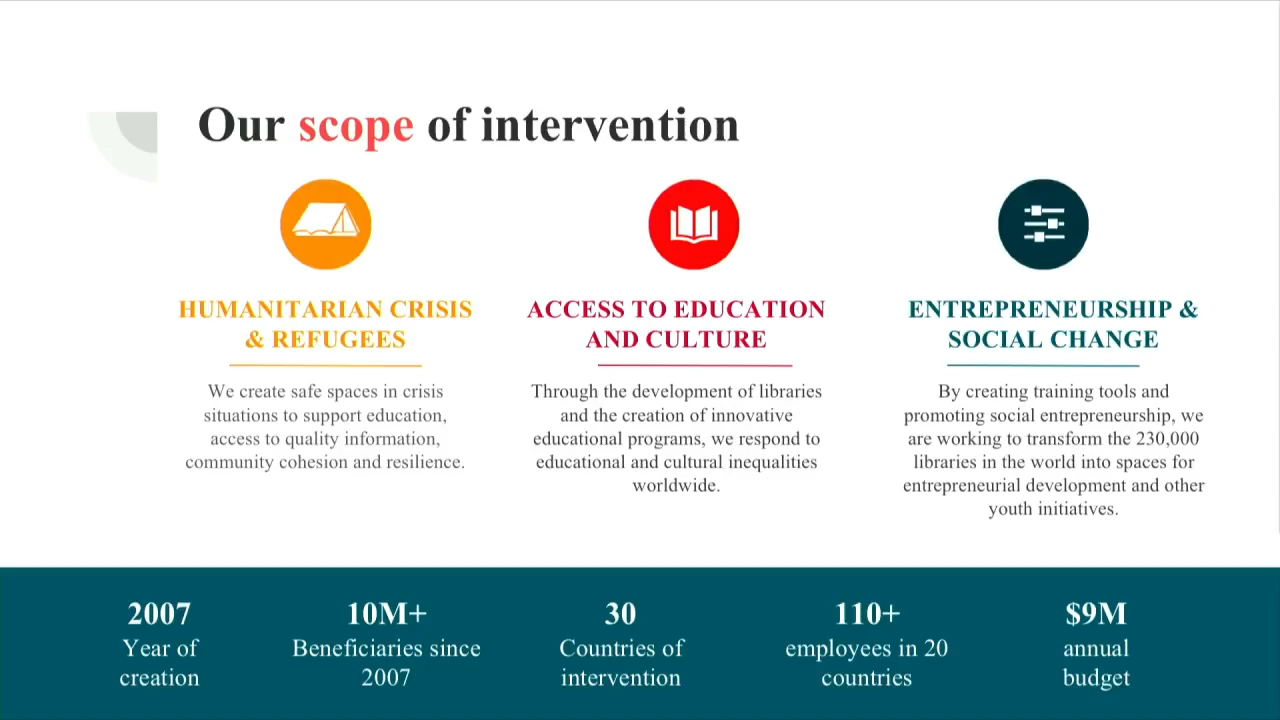 Our scope of intervention
HUMANITARIAN CRISIS
& REFUGEES
We create safe spaces in crisis
situations to support education,
access to quality information,
community cohesion and resilience.
ACCESS TO EDUCATION
AND CULTURE
Through the development of libraries
and the creation of innovative
educational programs, we respond to
educational and cultural inequalities
worldwide.
ENTREPRENEURSHIP &
SOCIAL CHANGE
By creating training tools and
promoting social entrepreneurship, we
are working to transform the 230,000
libraries in the world into spaces for
entrepreneurial development and other
youth initiatives.
2007
Year of
creation
10M+
Beneficiaries since
2007
30
Countries of
intervention
110+
employees in 20
countries
$9M
annual
budget